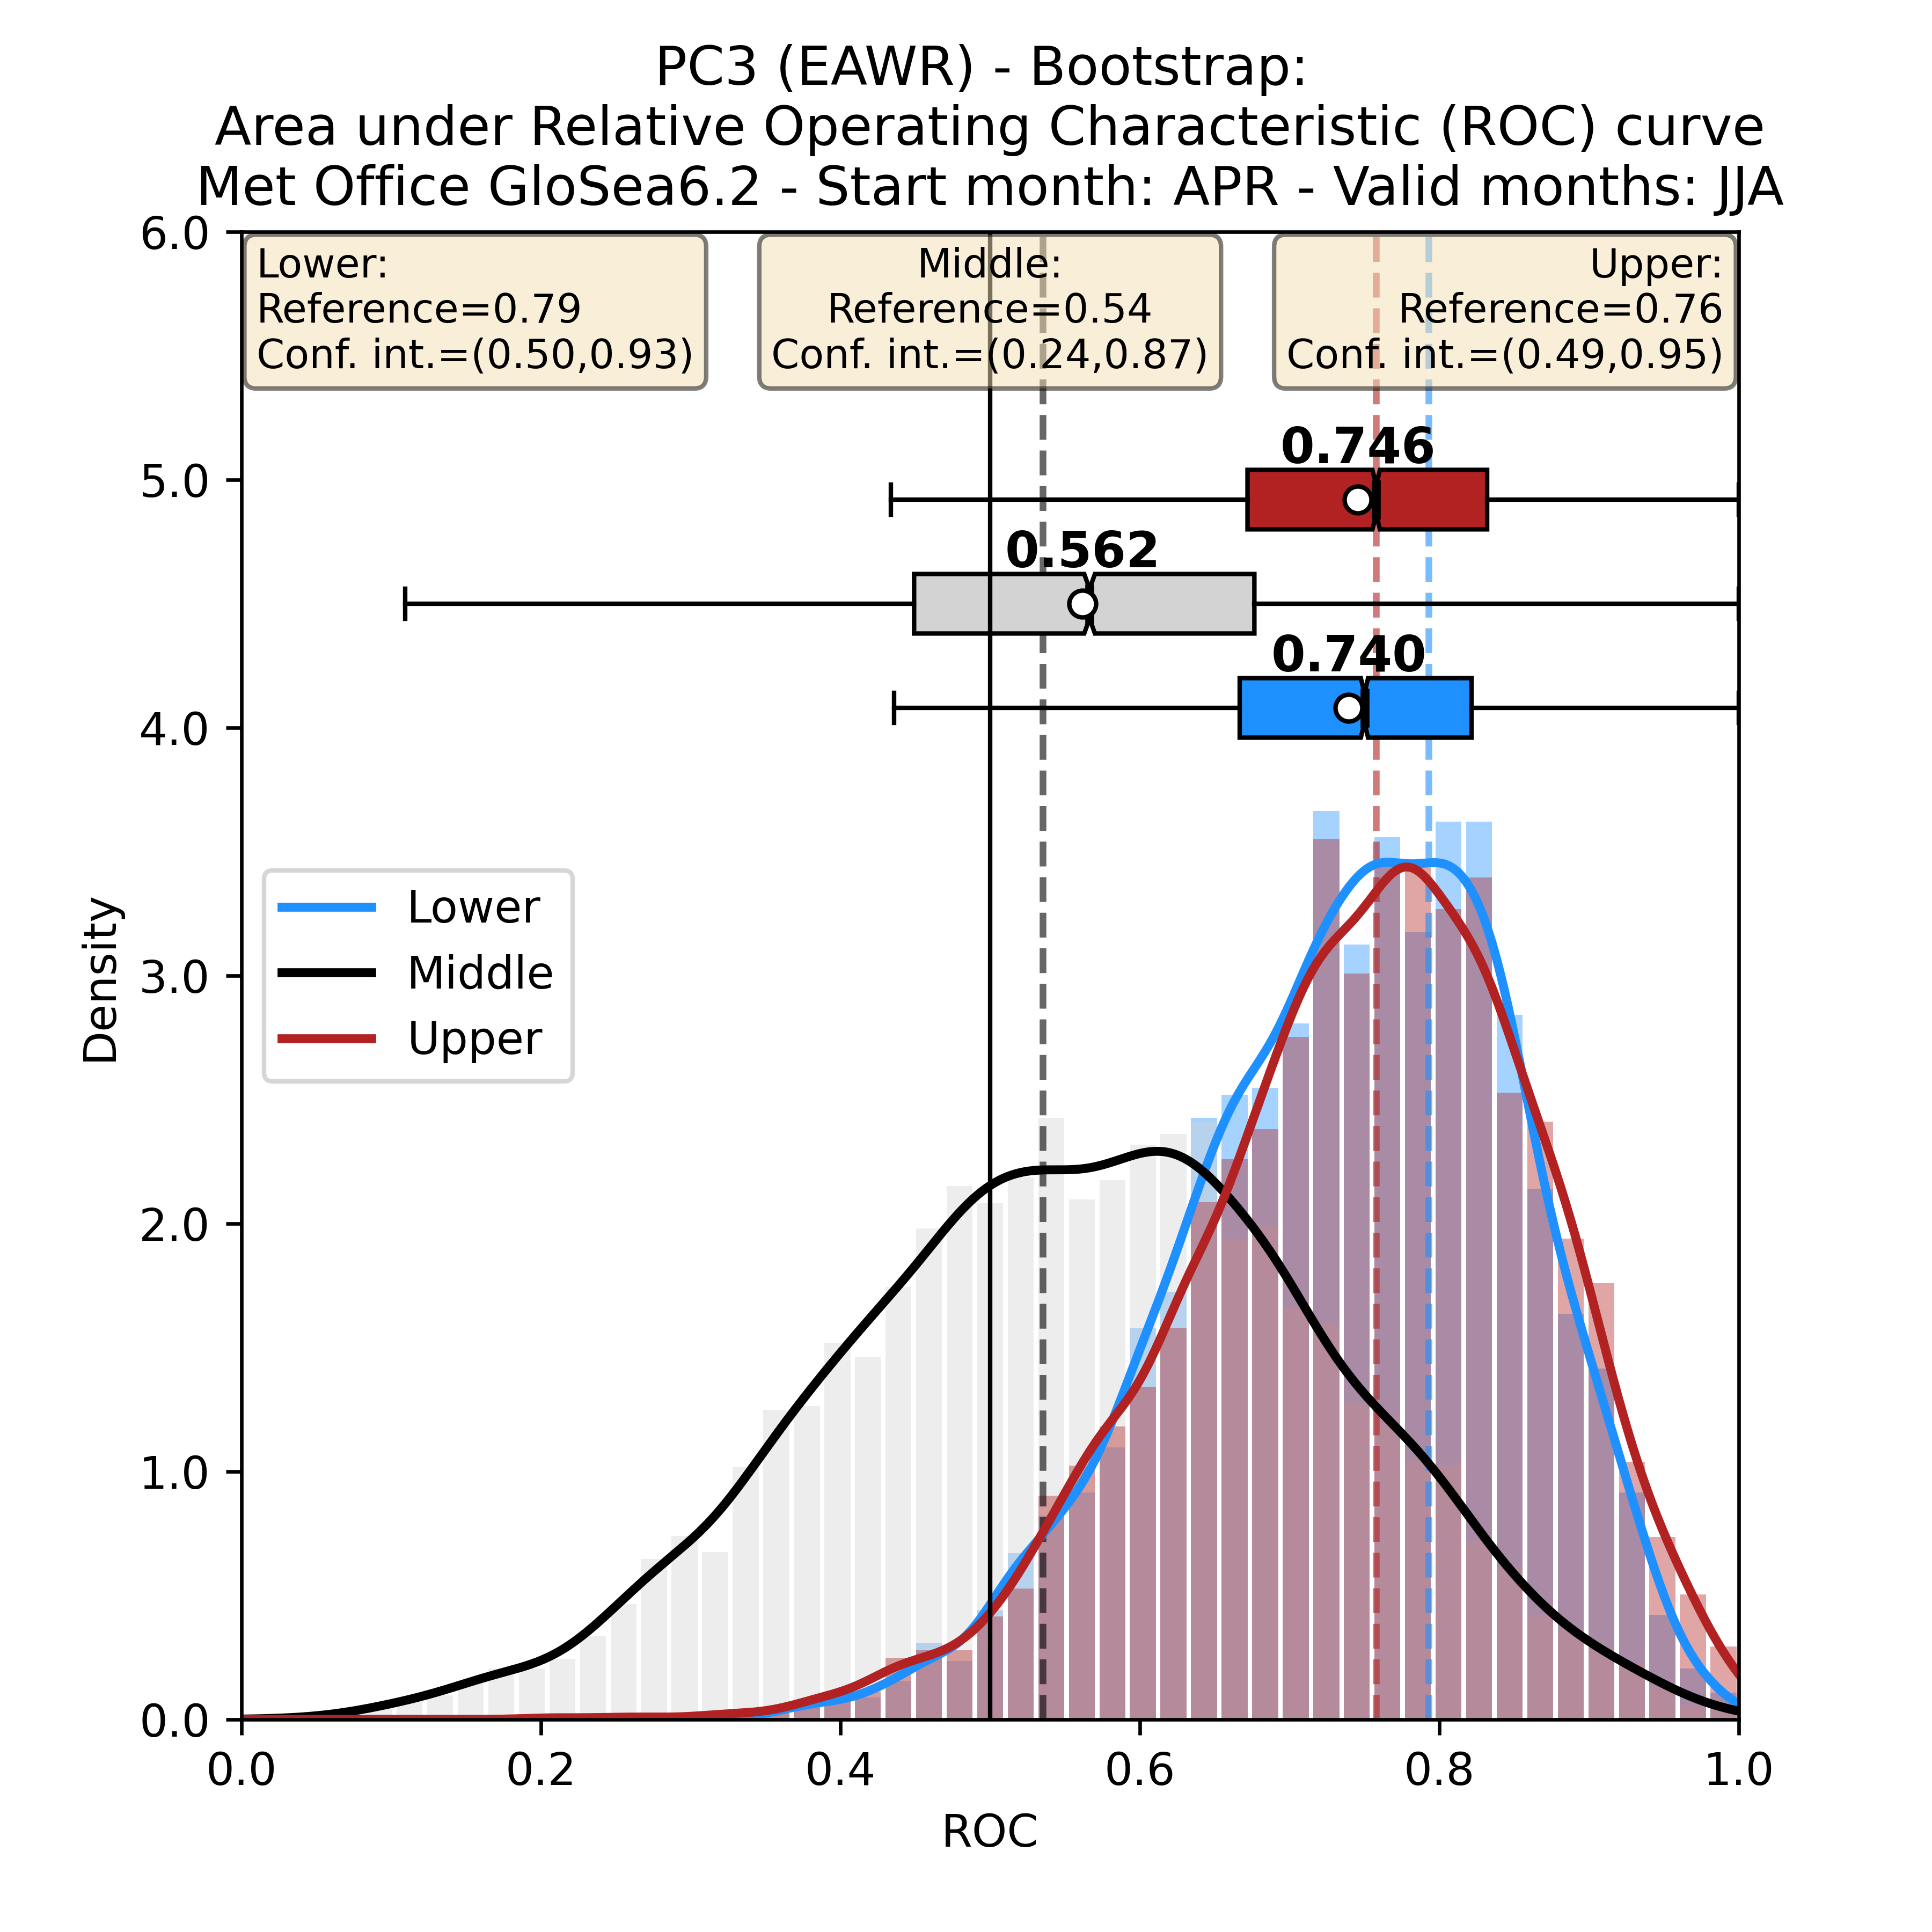 PC3 (EAWR) - Bootstrap:
Area under Relative Operating Characteristic (ROC) curve
Met Office GloSea6.2 - Start month: APR - Valid months: JJA
Lower:
Reference=0.79
Conf. int.=(0.50,0.93)
Middle:
Reference=0.54
Conf. int.=(0.24,0.87)
Upper:
Reference=0.76
Conf. int.=(0.49,0.95)
0.746
0.562
0.740
Lower
Middle
Upper
Density
6.0
5.0
4.0
3.0
2.0
1.0
0.0
0.0 0.2 0.4 0.6 0.8 1.0
ROC